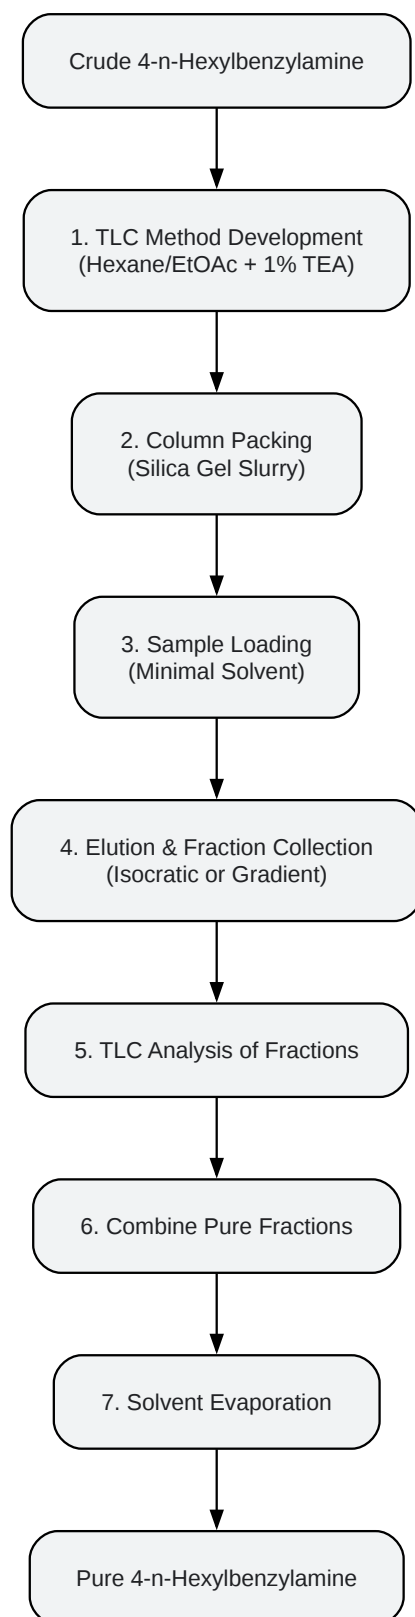 Crude 4-n-Hexylbenzylamine
1. TLC Method Development
(Hexane/EtOAc + 1% TEA)
2. Column Packing
(Silica Gel Slurry)
3. Sample Loading
(Minimal Solvent)
4. Elution & Fraction Collection
(Isocratic or Gradient)
5. TLC Analysis of Fractions
6. Combine Pure Fractions
7. Solvent Evaporation
Pure 4-n-Hexylbenzylamine